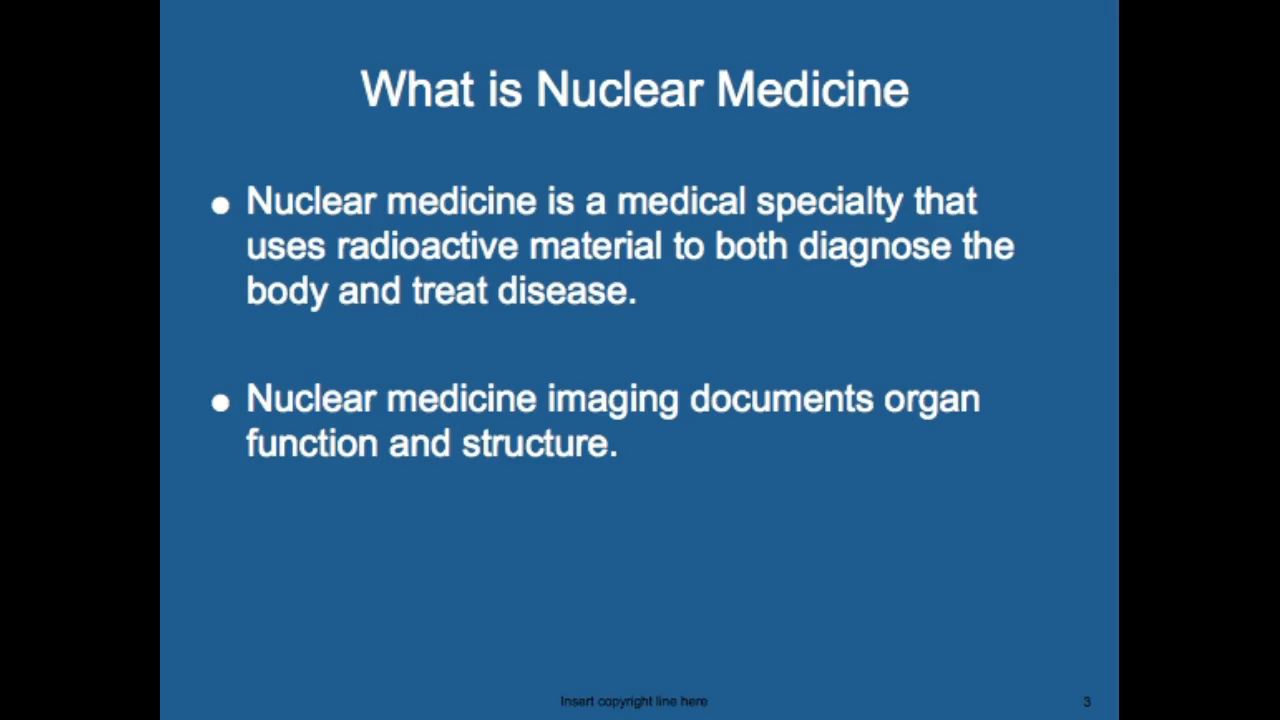 What is Nuclear Medicine
● Nuclear medicine is a medical specialty that
uses radioactive material to both diagnose the
body and treat disease.
● Nuclear medicine imaging documents organ
function and structure.
Insert copyright line here
3